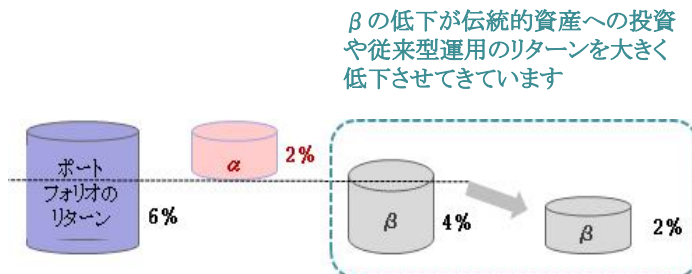 βの低下が伝統的資産への投資
や従来型運用のリターンを大きく
低下させてきています
ポート
フォリオの
リターン
6%
α
2%
β
4%
β
2%